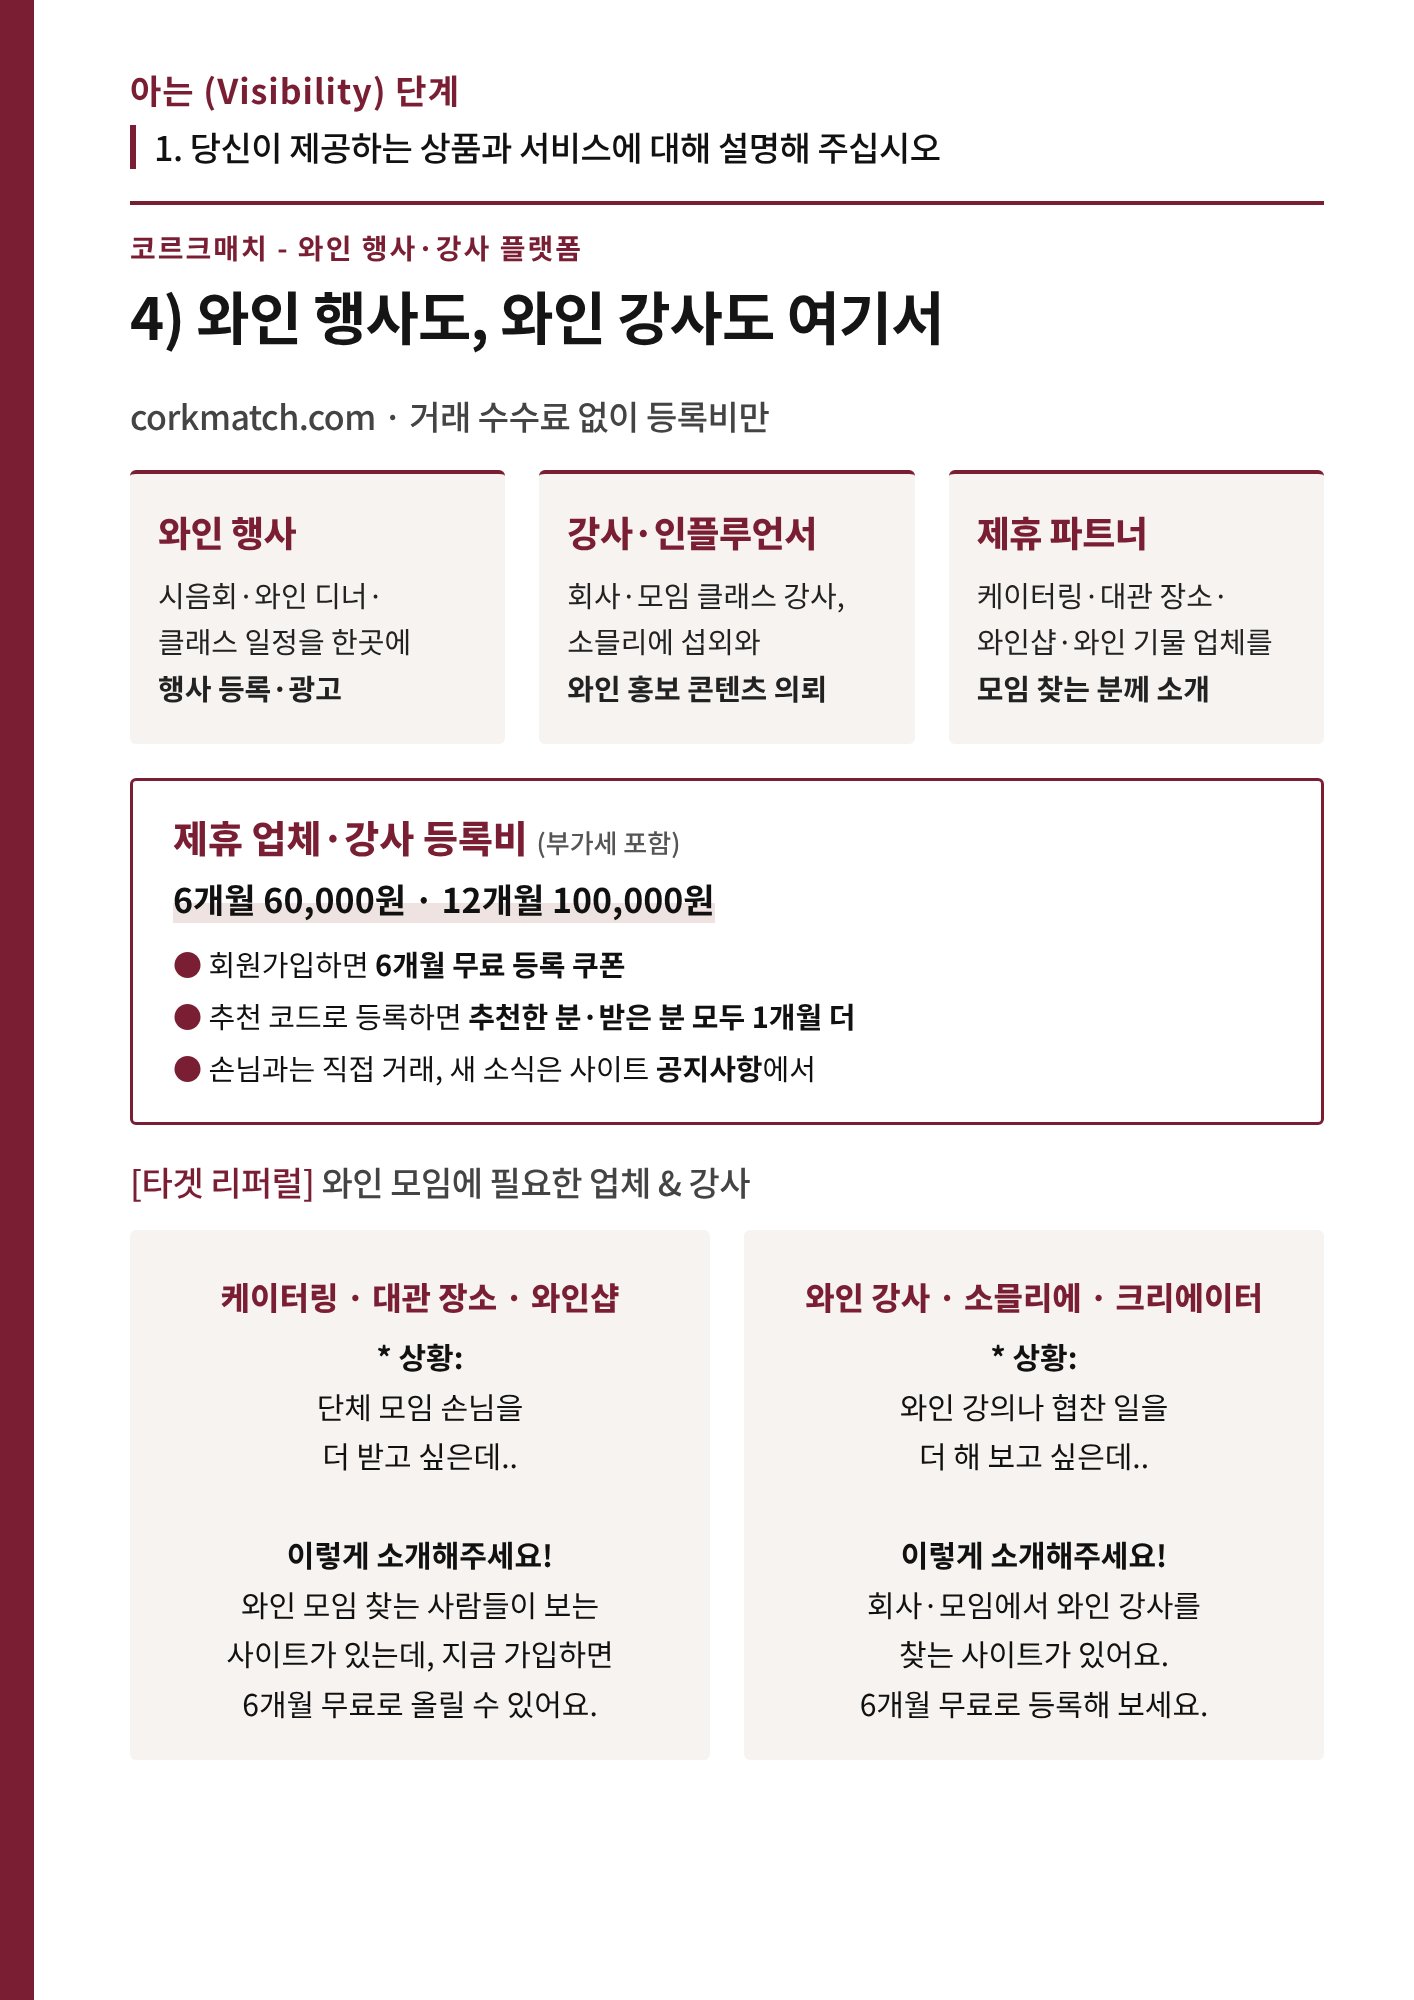 아는 (Visibility) 단계
1. 당신이 제공하는 상품과 서비스에 대해 설명해 주십시오
코르크매치 - 와인 행사·강사 플랫폼
4) 와인 행사도, 와인 강사도 여기서
corkmatch.com · 거래 수수료 없이 등록비만
와인 행사
시음회·와인 디너·
클래스 일정을 한곳에
행사 등록·광고
강사·인플루언서
회사·모임 클래스 강사,
소믈리에 섭외와
와인 홍보 콘텐츠 의뢰
제휴 파트너
케이터링·대관 장소·
와인샵·와인 기물 업체를
모임 찾는 분께 소개
제휴 업체·강사 등록비 (부가세 포함)
6개월 60,000원 · 12개월 100,000원
● 회원가입하면 6개월 무료 등록 쿠폰
● 추천 코드로 등록하면 추천한 분·받은 분 모두 1개월 더
● 손님과는 직접 거래, 새 소식은 사이트 공지사항에서
[타겟 리퍼럴] 와인 모임에 필요한 업체 & 강사
케이터링 · 대관 장소 · 와인샵
* 상황:
단체 모임 손님을
더 받고 싶은데..
이렇게 소개해주세요!
와인 모임 찾는 사람들이 보는
사이트가 있는데, 지금 가입하면
6개월 무료로 올릴 수 있어요.
와인 강사 · 소믈리에 · 크리에이터
* 상황:
와인 강의나 협찬 일을
더 해 보고 싶은데..
이렇게 소개해주세요!
회사·모임에서 와인 강사를
찾는 사이트가 있어요.
6개월 무료로 등록해 보세요.